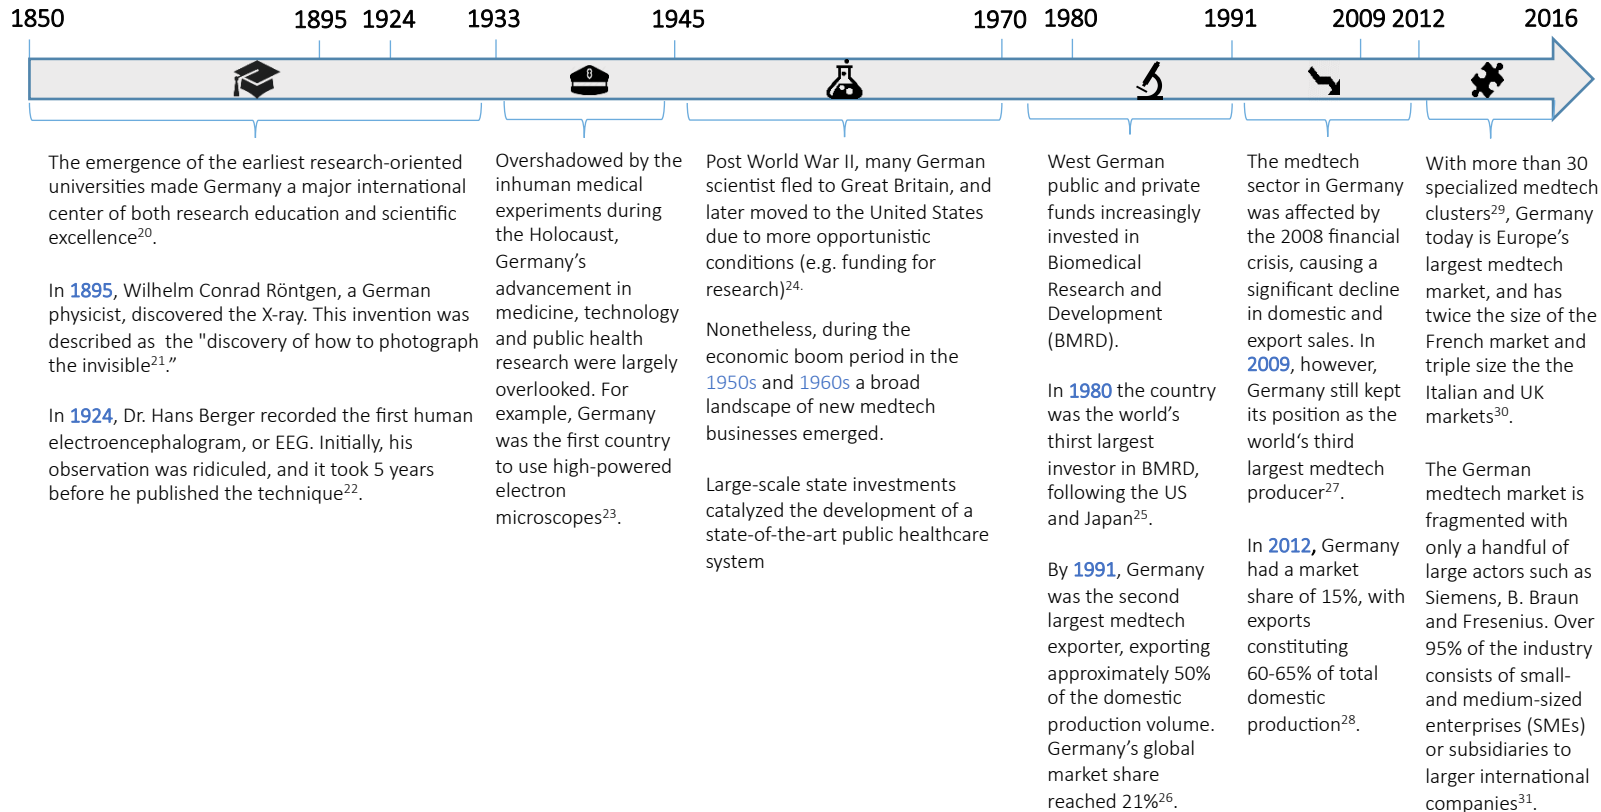 1850 1895 1924 1933 1945 1970 1980 1991 2009 2012 2016
The emergence of the earliest research-oriented
universities made Germany a major international
center of both research education and scientific
excellence20.
In 1895, Wilhelm Conrad Röntgen, a German
physicist, discovered the X-ray. This invention was
described as the "discovery of how to photograph
the invisible21.”
In 1924, Dr. Hans Berger recorded the first human
electroencephalogram, or EEG. Initially, his
observation was ridiculed, and it took 5 years
before he published the technique22.
Overshadowed by the
inhuman medical
experiments during
the Holocaust,
Germany’s
advancement in
medicine, technology
and public health
research were largely
overlooked. For
example, Germany
was the first country
to use high-powered
electron
microscopes23.
Post World War II, many German
scientist fled to Great Britain, and
later moved to the United States
due to more opportunistic
conditions (e.g. funding for
research)24.
Nonetheless, during the
economic boom period in the
1950s and 1960s a broad
landscape of new medtech
businesses emerged.
Large-scale state investments
catalyzed the development of a
state-of-the-art public healthcare
system
West German
public and private
funds increasingly
invested in
Biomedical
Research and
Development
(BMRD).
In 1980 the country
was the world’s
thirst largest
investor in BMRD,
following the US
and Japan25.
By 1991, Germany
was the second
largest medtech
exporter, exporting
approximately 50%
of the domestic
production volume.
Germany’s global
market share
reached 21%26.
The medtech
sector in Germany
was affected by
the 2008 financial
crisis, causing a
significant decline
in domestic and
export sales. In
2009, however,
Germany still kept
its position as the
world‘s third
largest medtech
producer27.
In 2012, Germany
had a market
share of 15%, with
exports
constituting
60-65% of total
domestic
production28.
With more than 30
specialized medtech
clusters29, Germany
today is Europe’s
largest medtech
market, and has
twice the size of the
French market and
triple size the the
Italian and UK
markets30.
The German
medtech market is
fragmented with
only a handful of
large actors such as
Siemens, B. Braun
and Fresenius. Over
95% of the industry
consists of small-
and medium-sized
enterprises (SMEs)
or subsidiaries to
larger international
companies31.